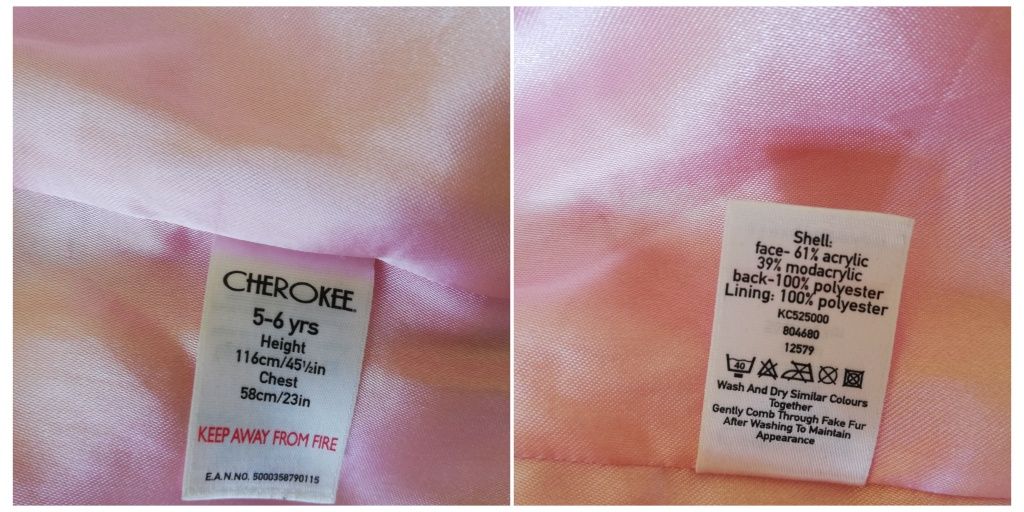 CHEROKEE.
5-6 yrs
Height
116cm/45½in
Chest
58cm/23in
KEEP AWAY FROM FIRE
E.A.N.NO. 5000358790115
Shell:
face- 61% acrylic
39% modacrylic
back-100% polyester
Lining: 100% polyester
KC525000
804680
12579
40
Wash And Dry Similar Colours
Together
Gently Comb Through Fake Fur
After Washing To Maintain
Appearance